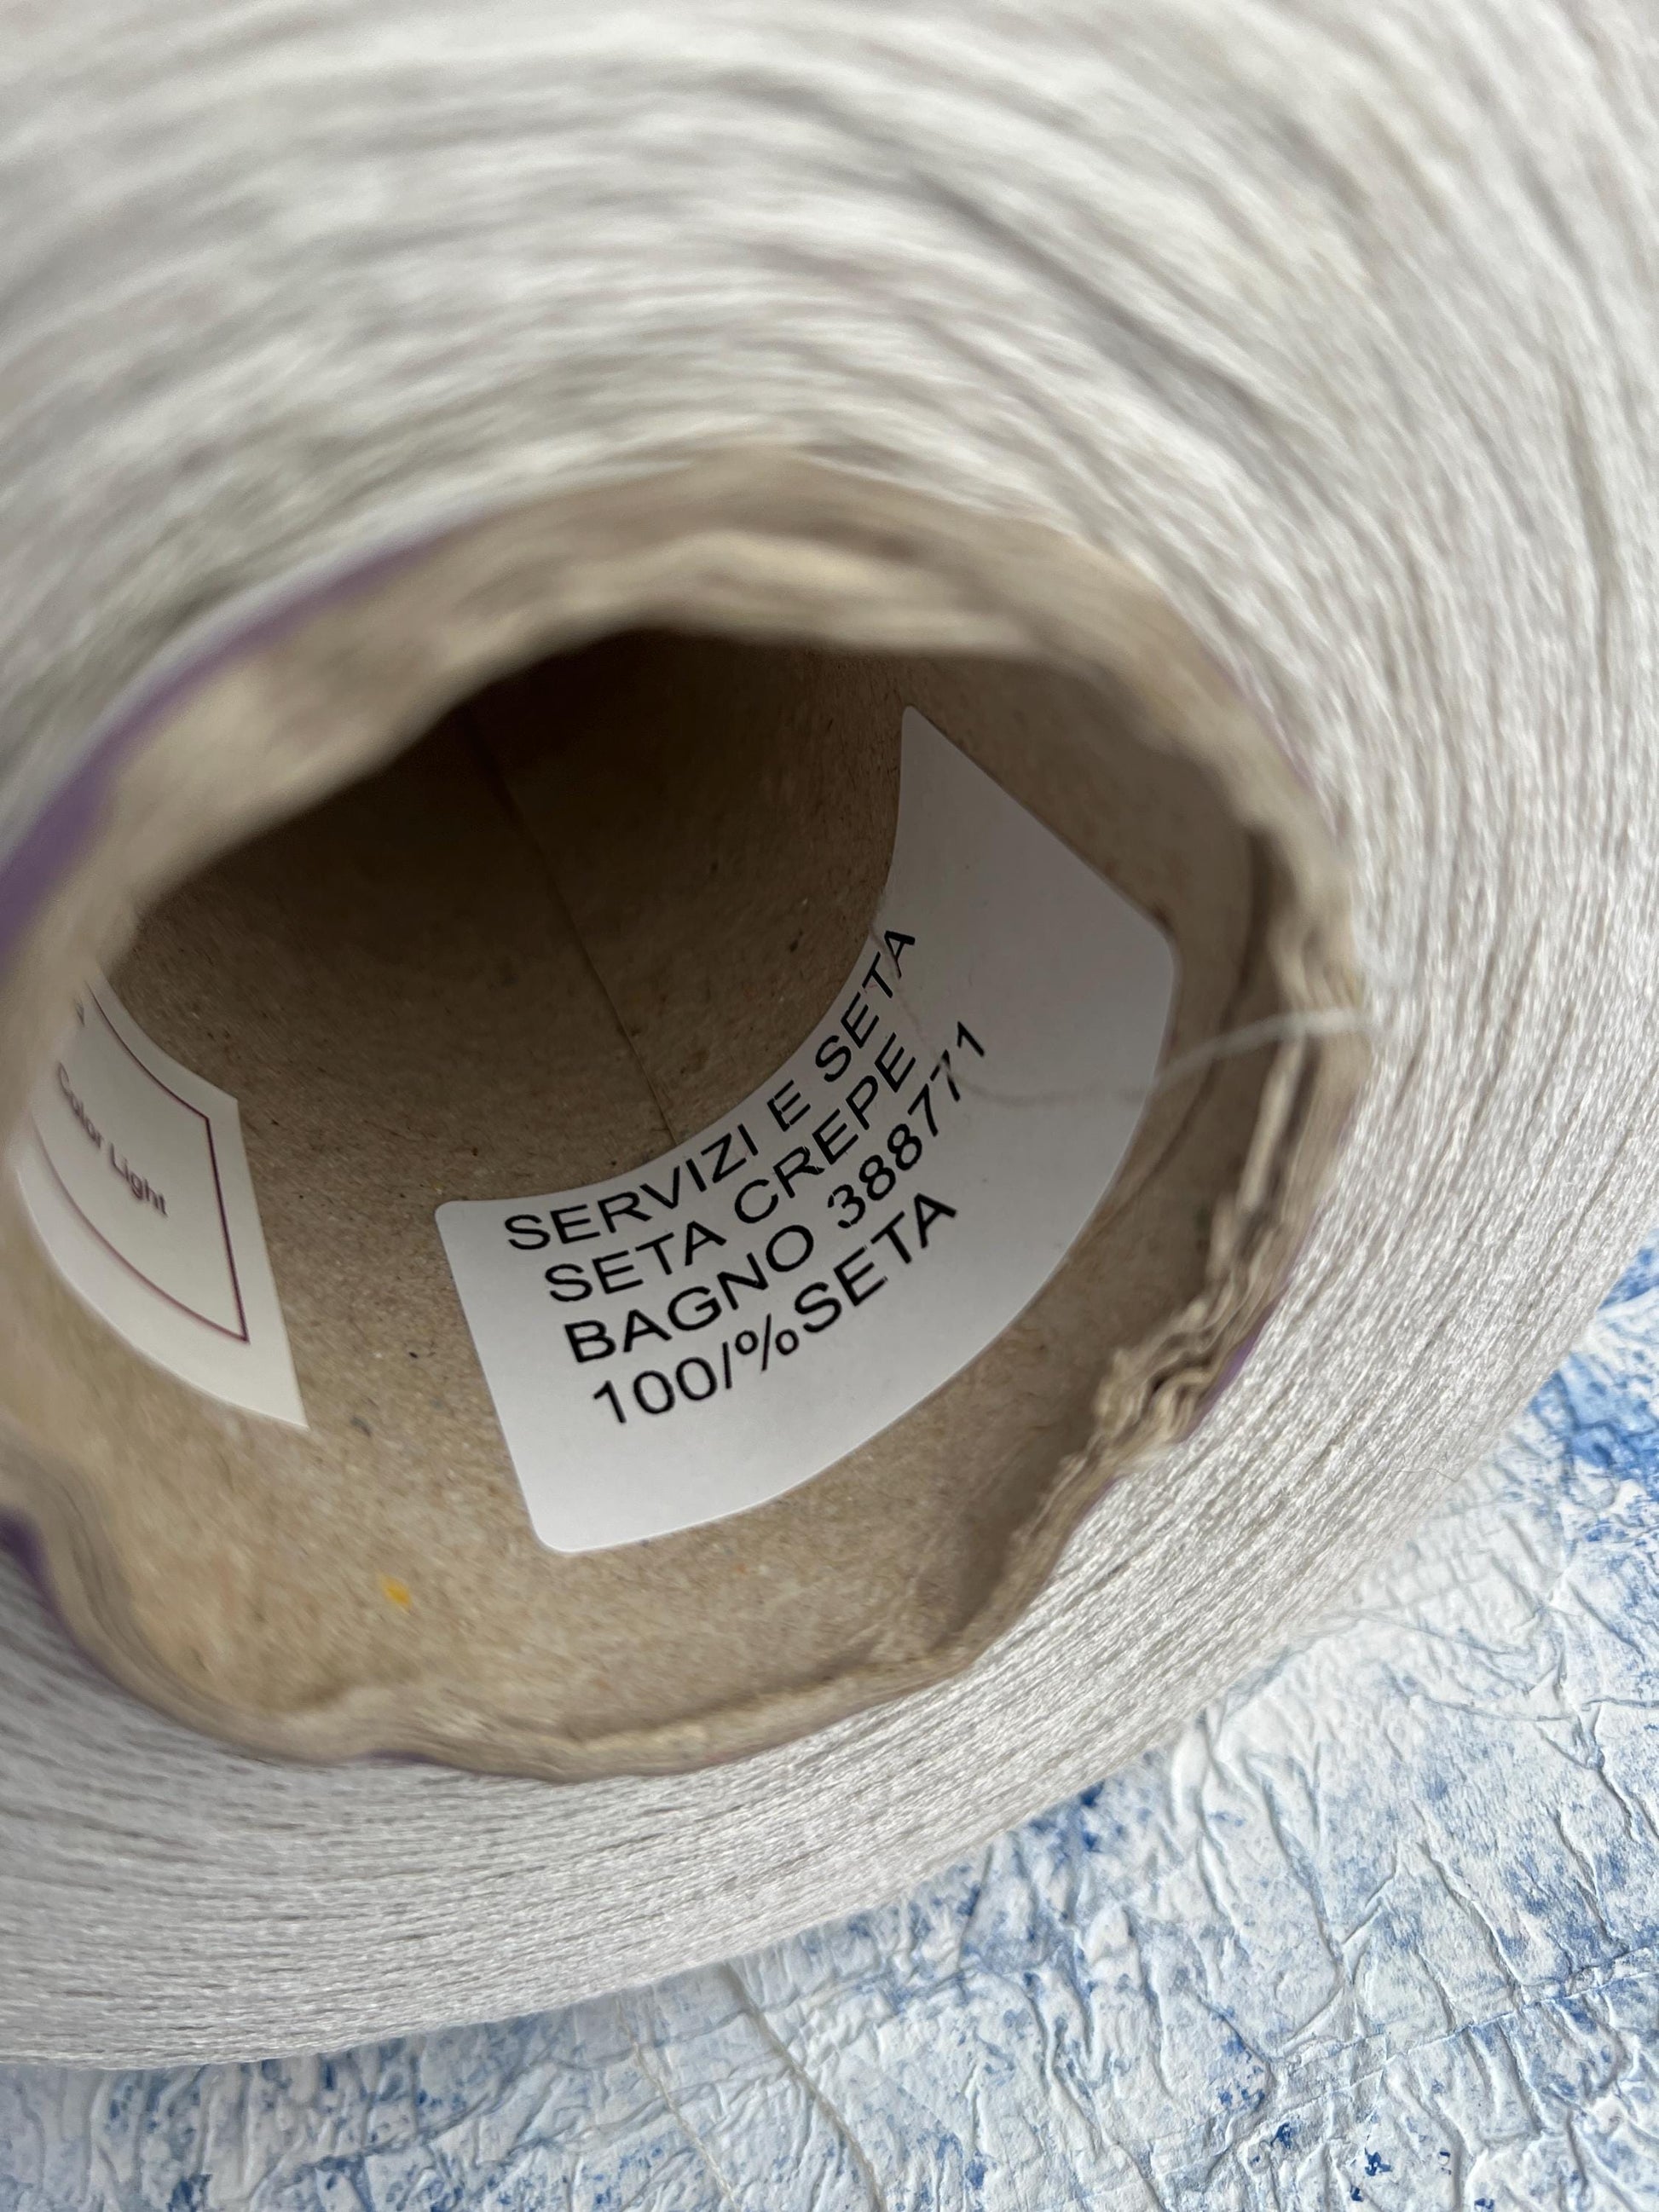 Color Light
SERVIZI E SETA
SETA CREPE
BAGNO 388771
100/%SETA